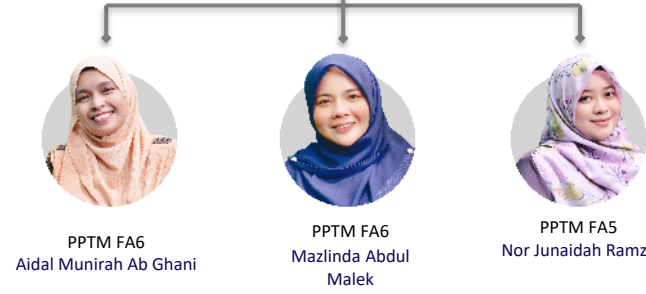 PPTM FA6
Aidal Munirah Ab Ghani
PPTM FA6
Mazlinda Abdul
Malek
PPTM FA5
Nor Junaidah Ramz